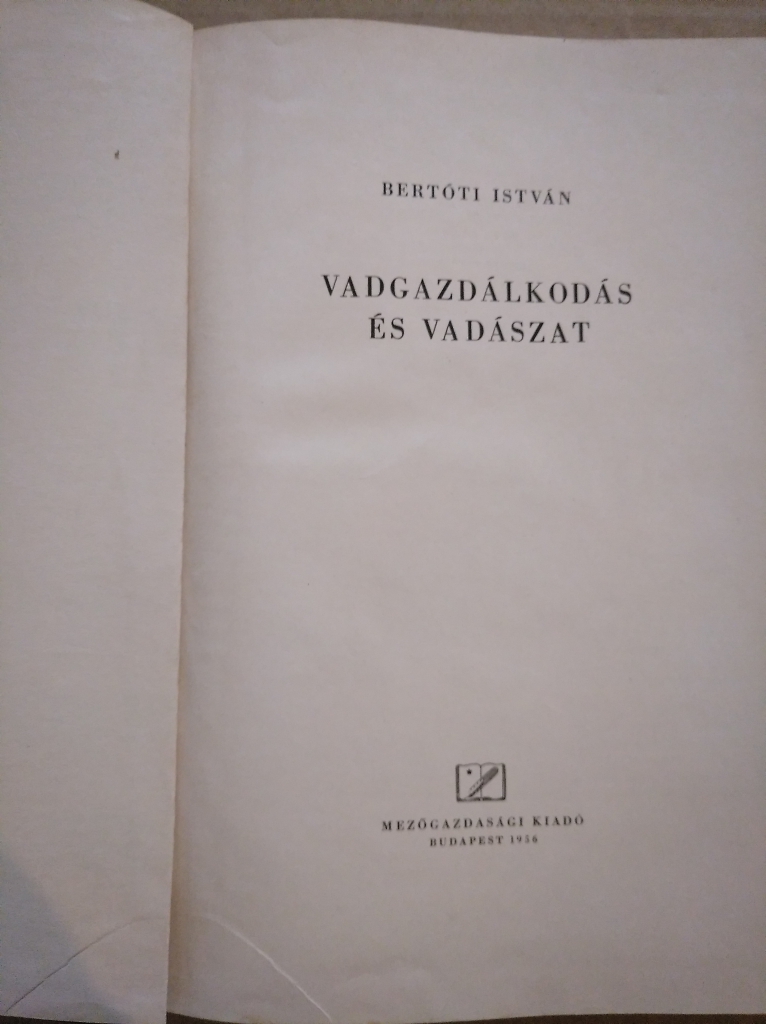 BERTÓTI ISTVÁN
VADGAZDÁLKODÁS
ÉS VADÁSZAT
MEZŐGAZDASÁGI KIADÓ
BUDAPEST 1956